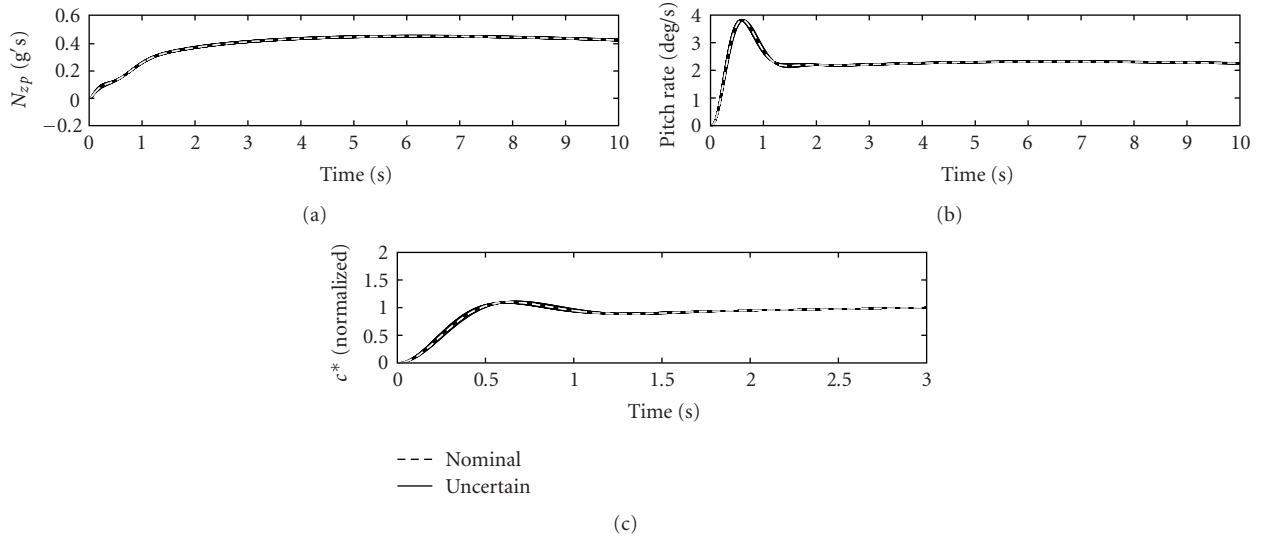 0.6
0.4
0.2
0
−0.2
N_{zp} (g's)
0 1 2 3 4 5 6 7 8 9 10
Time (s)
(a)
4
3
2
1
0
Pitch rate (deg/s)
0 1 2 3 4 5 6 7 8 9 10
Time (s)
(b)
2
1.5
1
0.5
0
c* (normalized)
0 0.5 1 1.5 2 2.5 3
Time (s)
Nominal
Uncertain
(c)